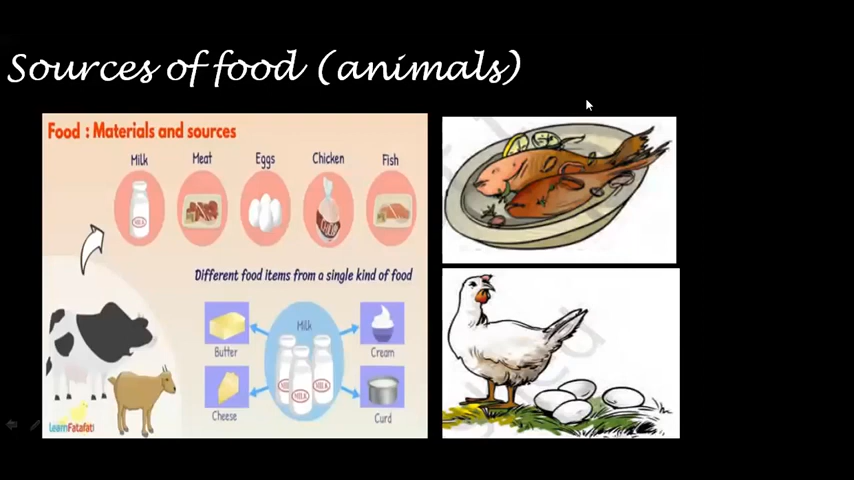 Sources of food (animals)
Food : Materials and sources
Milk Meat Eggs Chicken Fish
MILK
Different food items from a single kind of food
Milk
Butter
Cream
MILK
Cheese
Curd
LearnFatafat